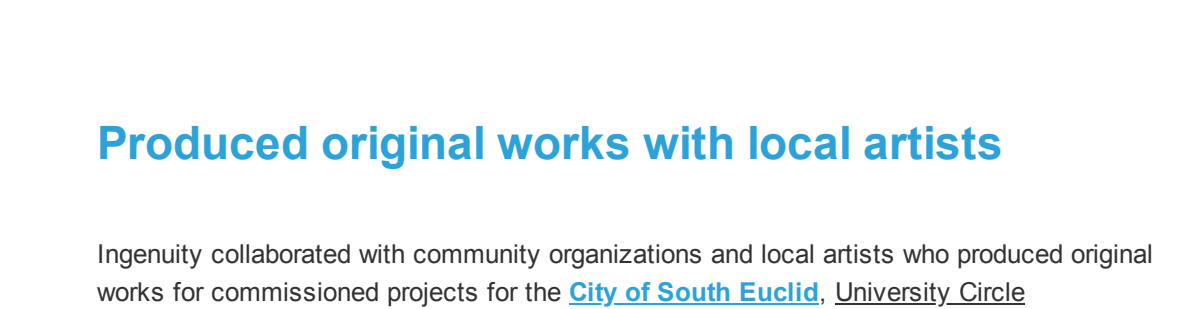 Produced original works with local artists
Ingenuity collaborated with community organizations and local artists who produced original
works for commissioned projects for the City of South Euclid, University Circle